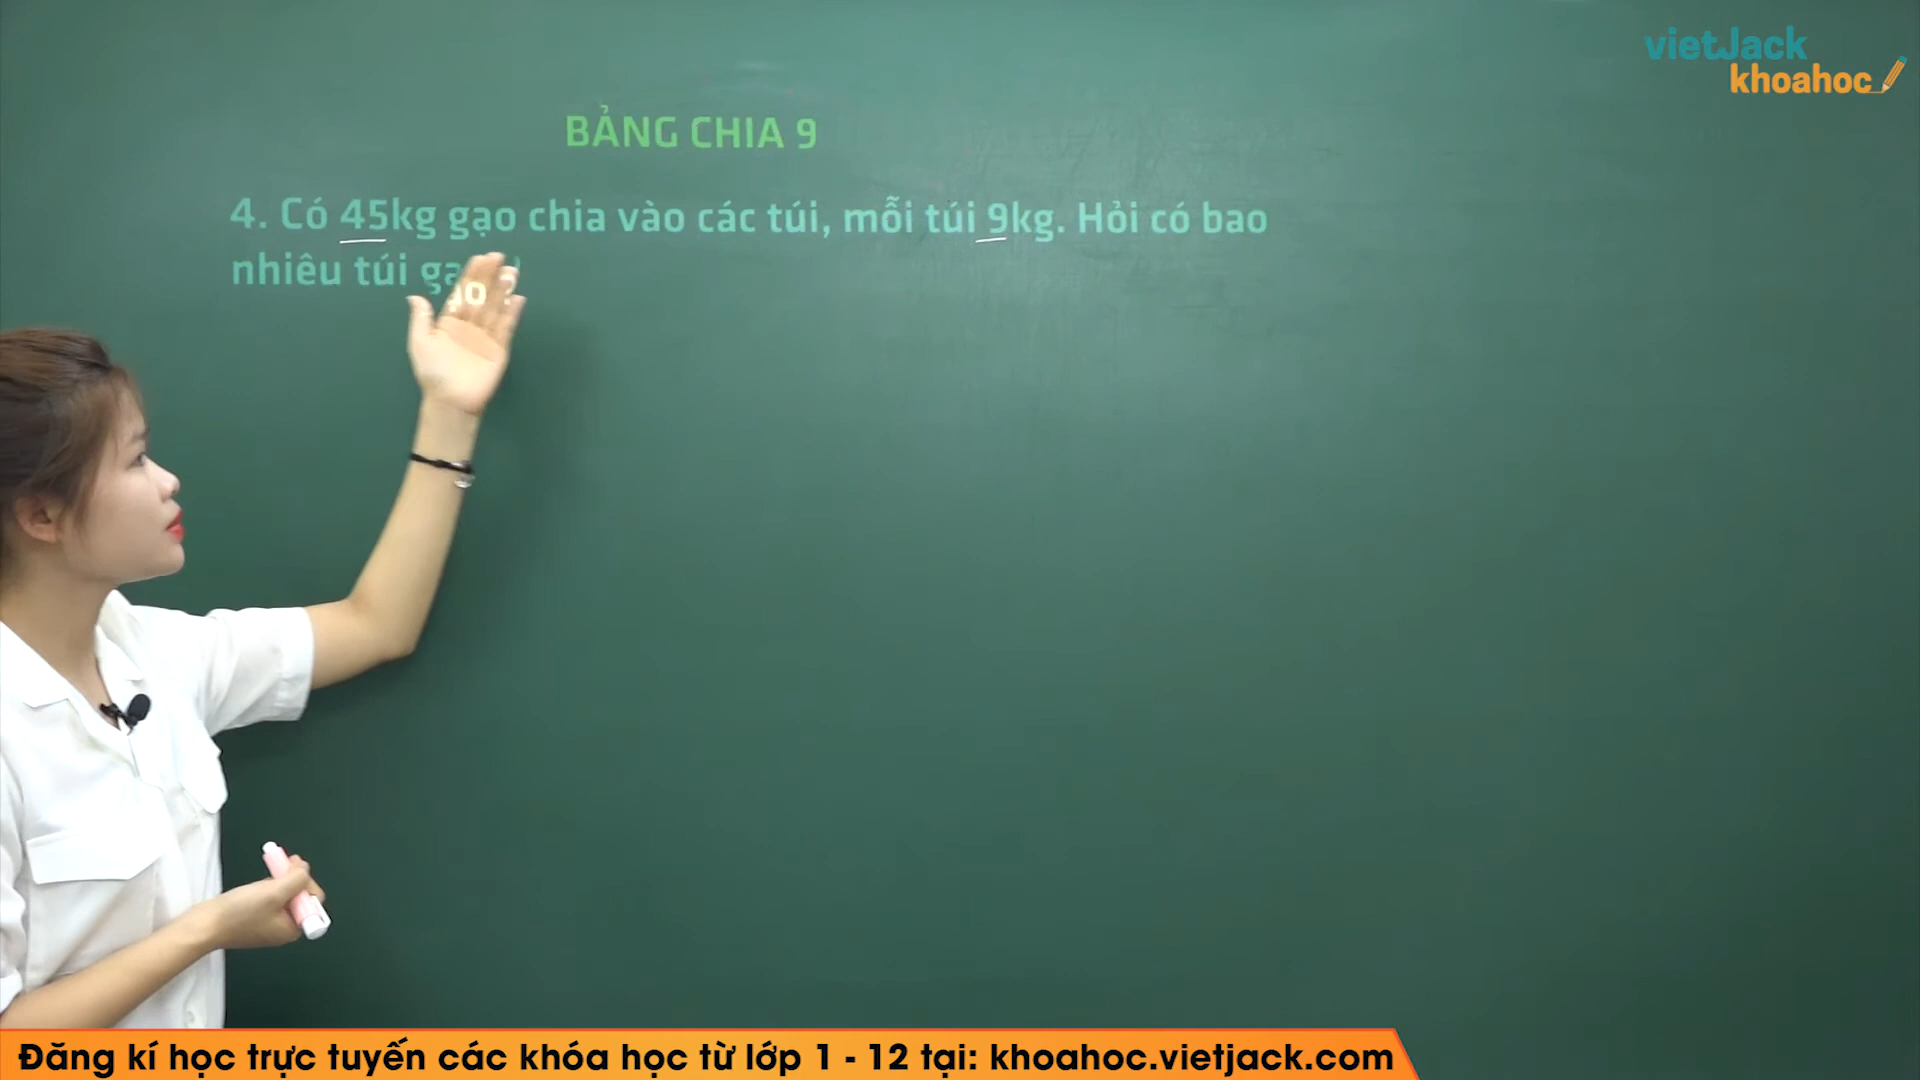 vietJack
khoahoc
BẢNG CHIA 9
4. Có 45kg gạo chia vào các túi, mỗi túi 9kg. Hỏi có bao
nhiêu túi gạo ?
Đăng kí học trực tuyến các khóa học từ lớp 1 - 12 tại: khoahoc.vietjack.com